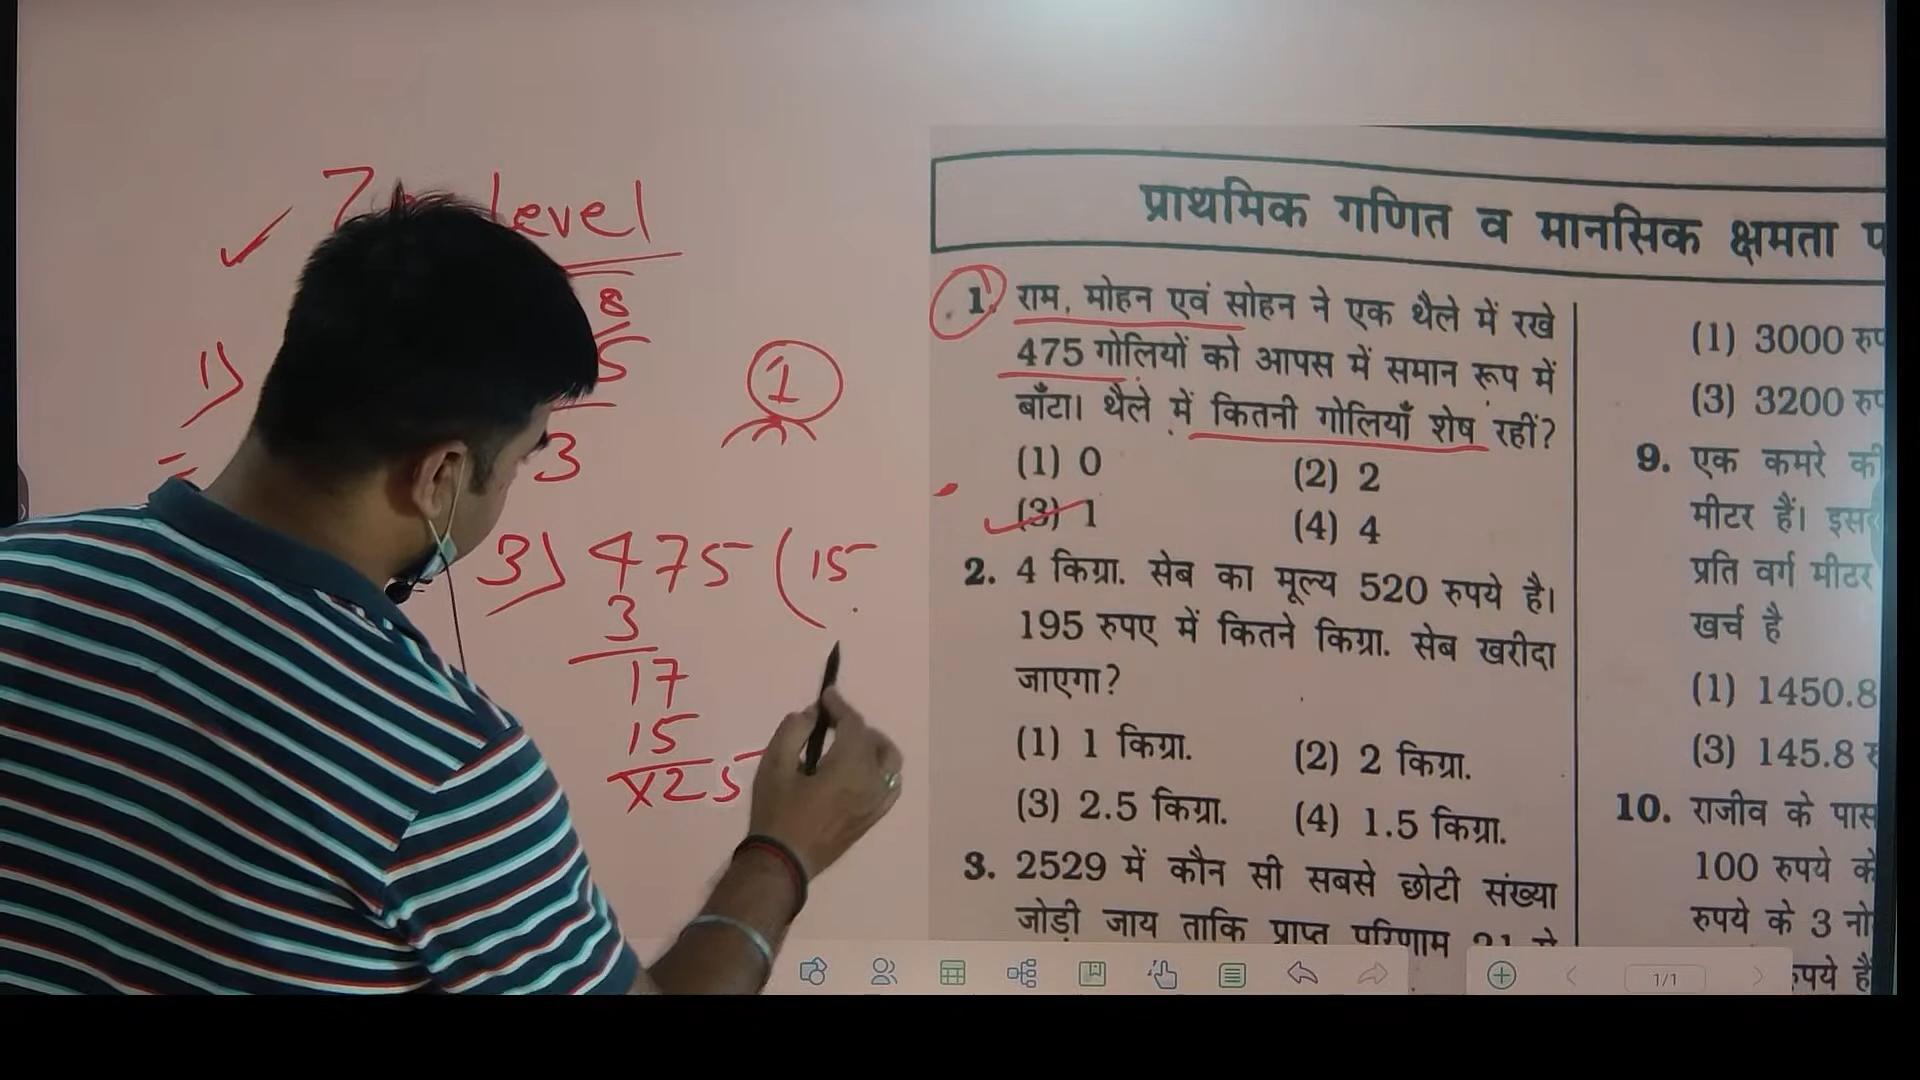 level
8
1)
5
1
=
3
3) 475 (15
3
17
15
x25
प्राथमिक गणित व मानसिक क्षमता
1. राम, मोहन एवं सोहन ने एक थैले में रखे
475 गोलियों को आपस में समान रूप में
बाँटा। थैले में कितनी गोलियाँ शेष रहीं?
(1) 0 (2) 2
(3) 1 (4) 4
2. 4 किग्रा. सेब का मूल्य 520 रुपये है।
195 रुपए में कितने किग्रा. सेब खरीदा
जाएगा?
(1) 1 किग्रा. (2) 2 किग्रा.
(3) 2.5 किग्रा. (4) 1.5 किग्रा.
3. 2529 में कौन सी सबसे छोटी संख्या
जोड़ी जाय ताकि प्राप्त परिणाम 21 से
(1) 3000
(3) 3200
9. एक कमरे की
मीटर हैं।
प्रति वर्ग मीटर
खर्च है
(1) 1450.8
(3) 145.8
10. राजीव के पास
100 रुपये के
रुपये के 3
1/1